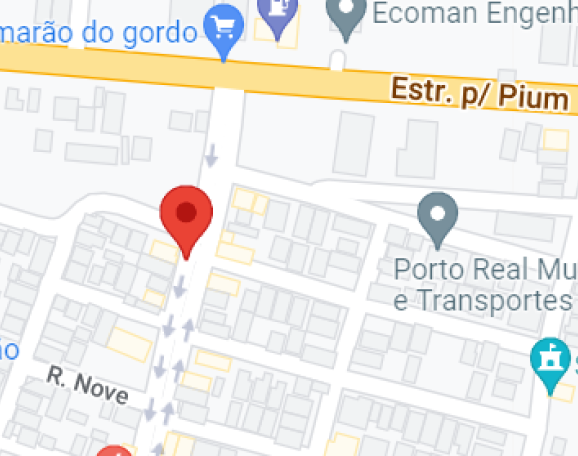 Ecoman Engenh
marão do gordo
Estr. p/ Pium
Porto Real Mu
e Transportes
R. Nove